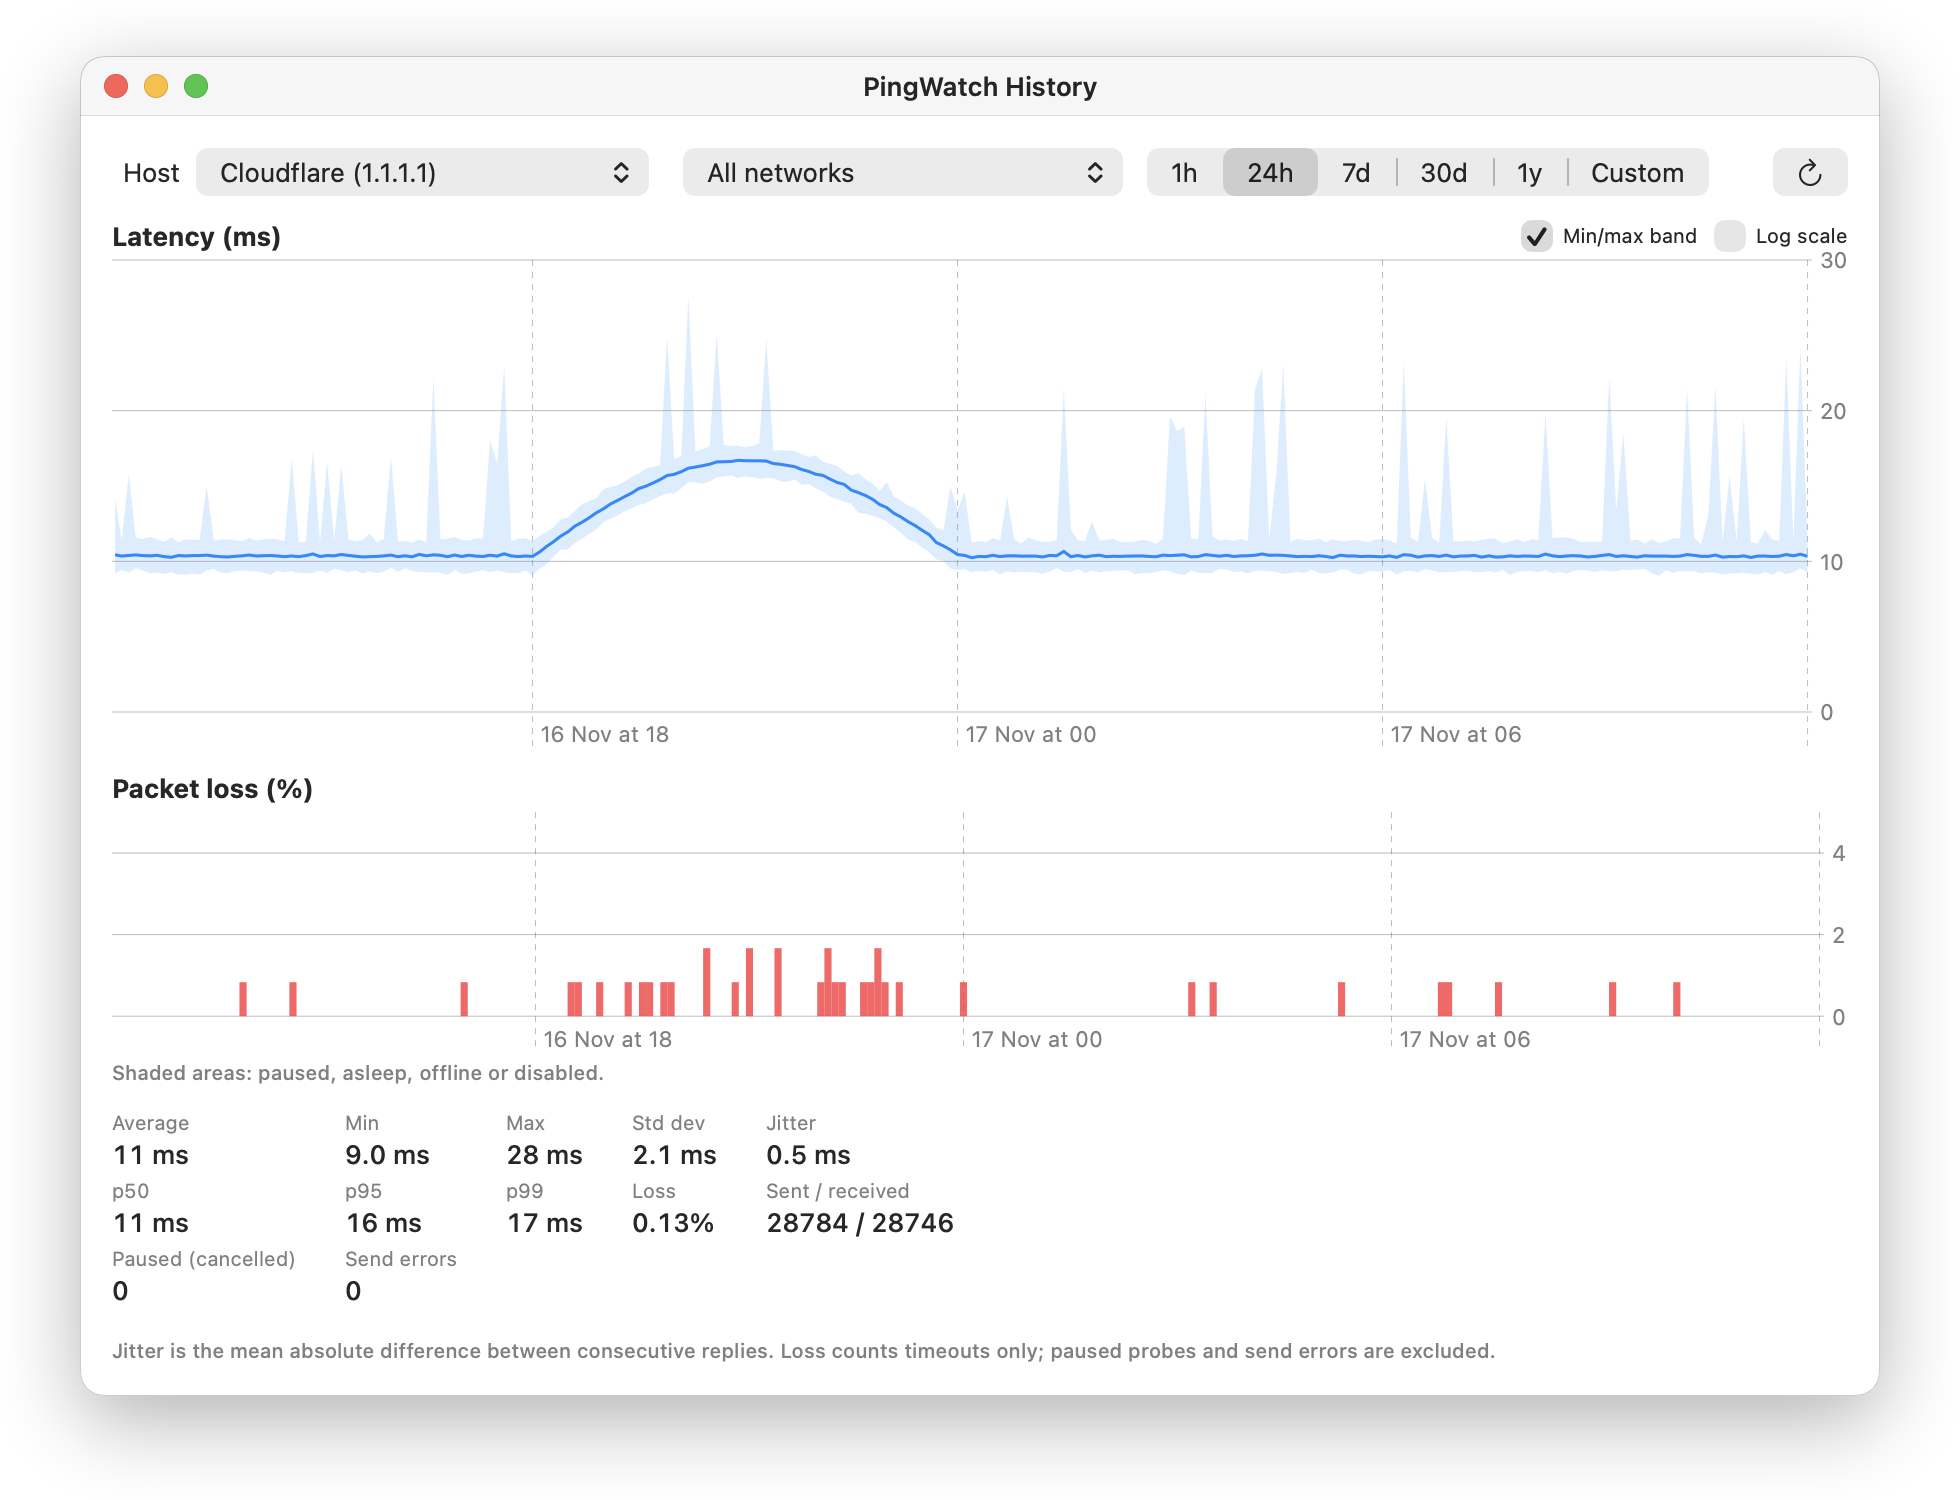 PingWatch History
Host Cloudflare (1.1.1.1) All networks 1h 24h 7d 30d 1y Custom
Latency (ms) Min/max band Log scale
30
20
10
0
16 Nov at 18 17 Nov at 00 17 Nov at 06
Packet loss (%)
4
2
0
16 Nov at 18 17 Nov at 00 17 Nov at 06
Shaded areas: paused, asleep, offline or disabled.
Average Min Max Std dev Jitter
11 ms 9.0 ms 28 ms 2.1 ms 0.5 ms
p50 p95 p99 Loss Sent / received
11 ms 16 ms 17 ms 0.13% 28784 / 28746
Paused (cancelled) Send errors
0 0
Jitter is the mean absolute difference between consecutive replies. Loss counts timeouts only; paused probes and send errors are excluded.